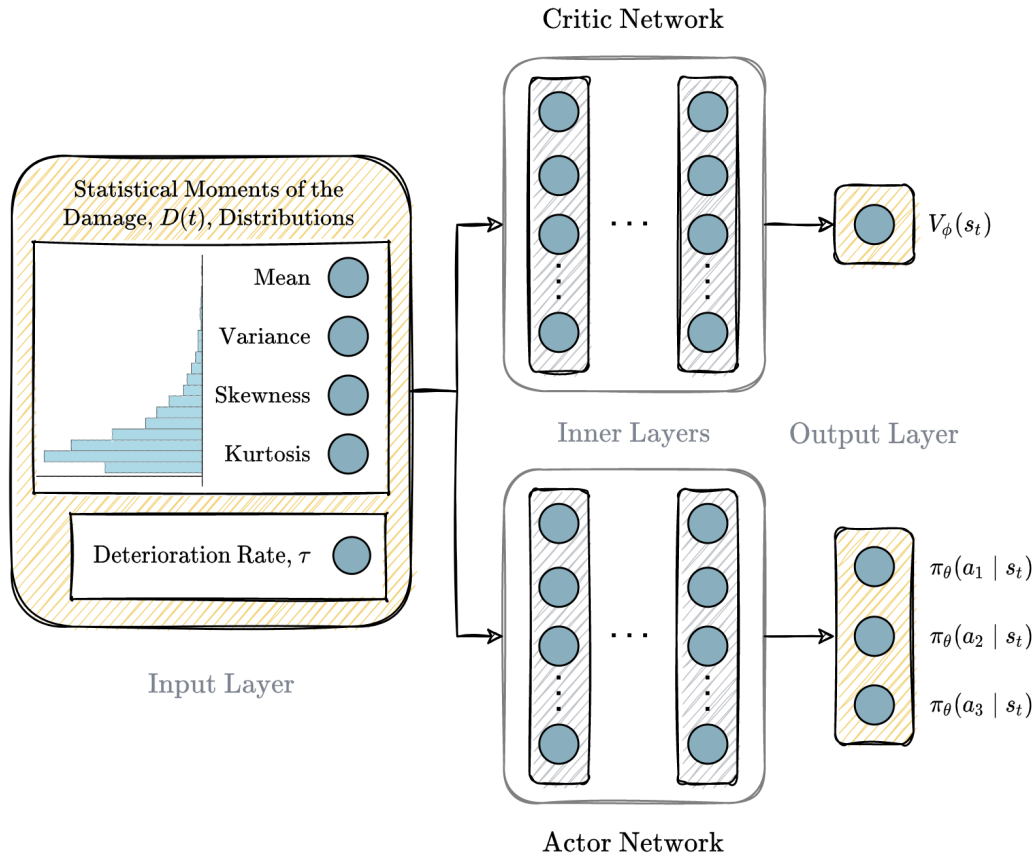 Critic Network
Statistical Moments of the
Damage, D(t), Distributions
Mean
Variance
Skewness
Kurtosis
Deterioration Rate, τ
Input Layer
. . .
V_ϕ(s_t)
Inner Layers
Output Layer
. . .
π_θ(a_1 | s_t)
π_θ(a_2 | s_t)
π_θ(a_3 | s_t)
Actor Network